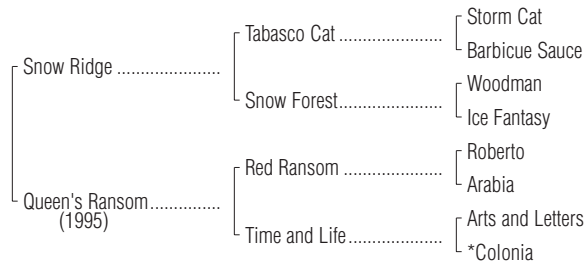 Storm Cat
Tabasco Cat ......................
Barbicue Sauce
Snow Ridge ......................
Woodman
Snow Forest......................
Ice Fantasy
Roberto
Red Ransom ......................
Arabia
Queen's Ransom...............
(1995)
Arts and Letters
Time and Life....................
*Colonia